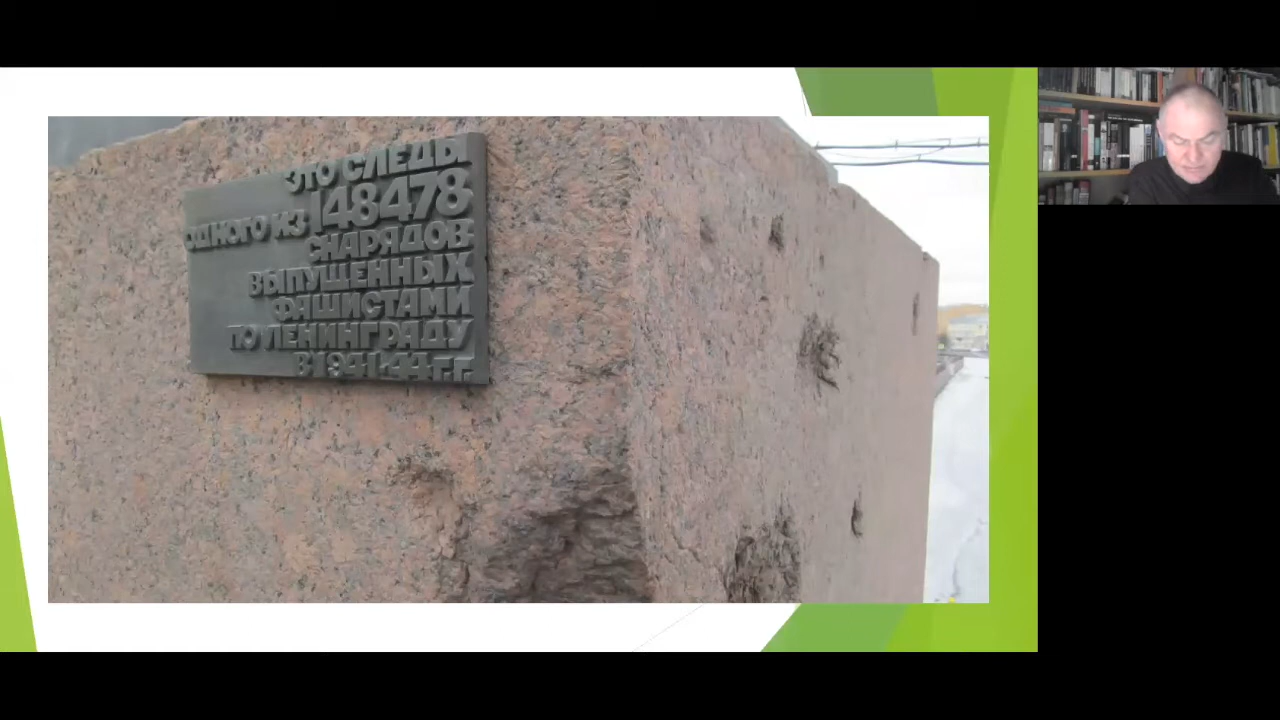 ЭТО СЛЕДЫ
ОДНОГО ИЗ 148478
СНАРЯДОВ
ВЫПУЩЕННЫХ
ФАШИСТАМИ
ПО ЛЕНИНГРАДУ
В 1941-44 Г.Г.